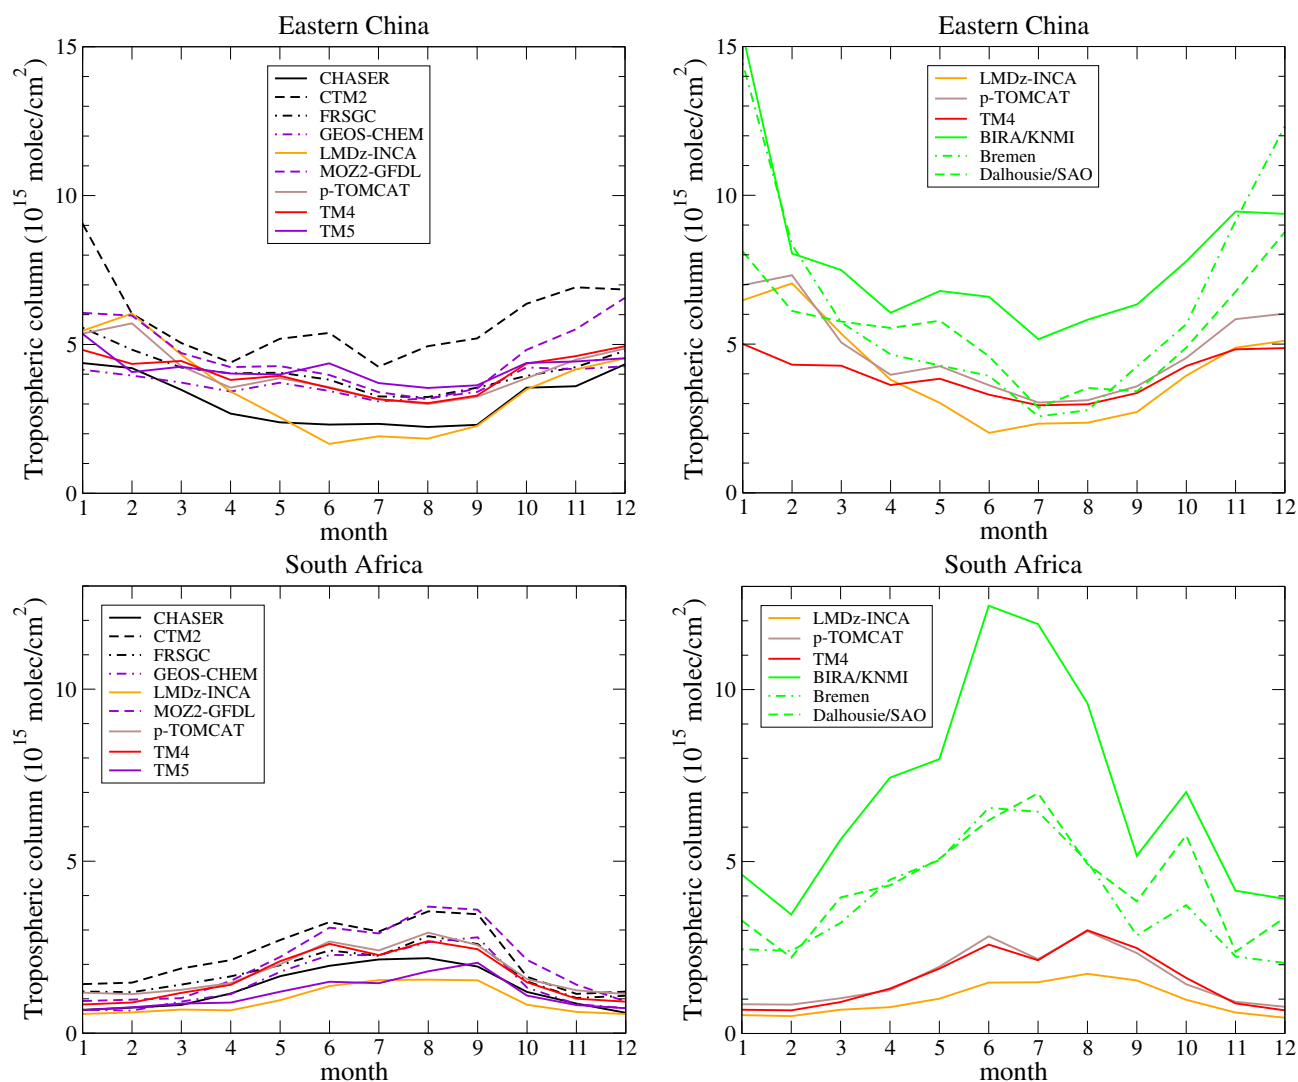 Eastern China
Tropospheric column (10^15 molec/cm^2)
15
10
5
0
CHASER
CTM2
FRSGC
GEOS-CHEM
LMDz-INCA
MOZ2-GFDL
p-TOMCAT
TM4
TM5
1 2 3 4 5 6 7 8 9 10 11 12
month
Eastern China
Tropospheric column (10^15 molec/cm^2)
15
10
5
0
LMDz-INCA
p-TOMCAT
TM4
BIRA/KNMI
Bremen
Dalhousie/SAO
1 2 3 4 5 6 7 8 9 10 11 12
month
South Africa
Tropospheric column (10^15 molec/cm^2)
10
5
0
CHASER
CTM2
FRSGC
GEOS-CHEM
LMDz-INCA
MOZ2-GFDL
p-TOMCAT
TM4
TM5
1 2 3 4 5 6 7 8 9 10 11 12
month
South Africa
Tropospheric column (10^15 molec/cm^2)
10
5
0
LMDz-INCA
p-TOMCAT
TM4
BIRA/KNMI
Bremen
Dalhousie/SAO
1 2 3 4 5 6 7 8 9 10 11 12
month